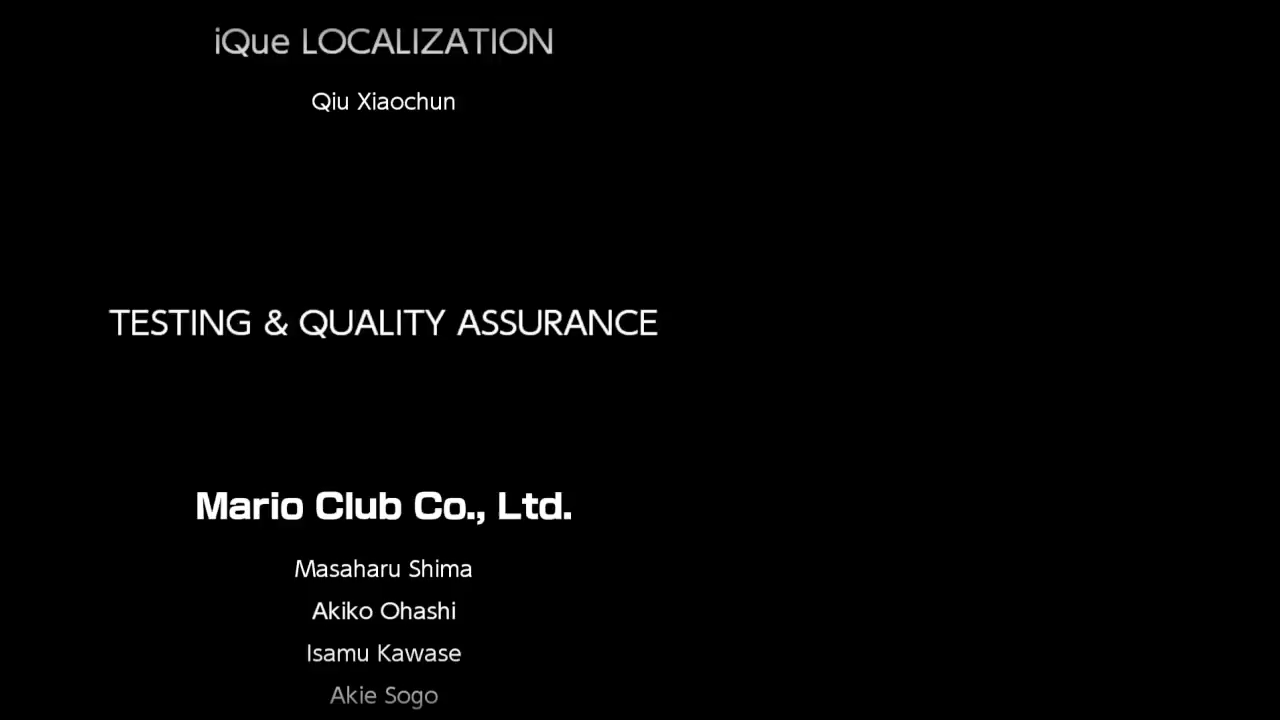 iQue LOCALIZATION
Qiu Xiaochun
TESTING & QUALITY ASSURANCE
Mario Club Co., Ltd.
Masaharu Shima
Akiko Ohashi
Isamu Kawase
Akie Sogo